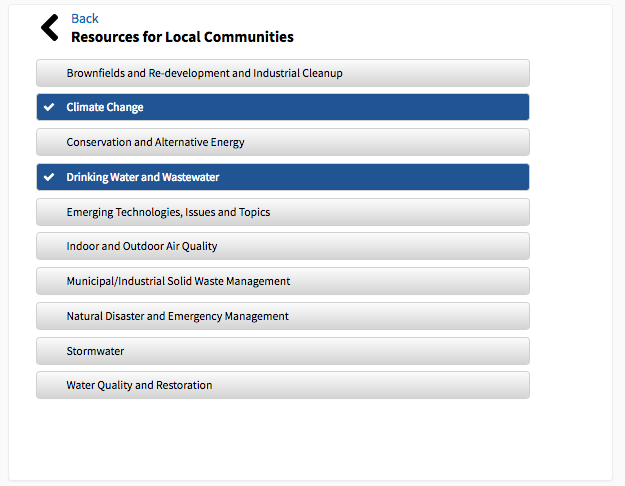 Back
Resources for Local Communities
Brownfields and Re-development and Industrial Cleanup
Climate Change
Conservation and Alternative Energy
Drinking Water and Wastewater
Emerging Technologies, Issues and Topics
Indoor and Outdoor Air Quality
Municipal/Industrial Solid Waste Management
Natural Disaster and Emergency Management
Stormwater
Water Quality and Restoration